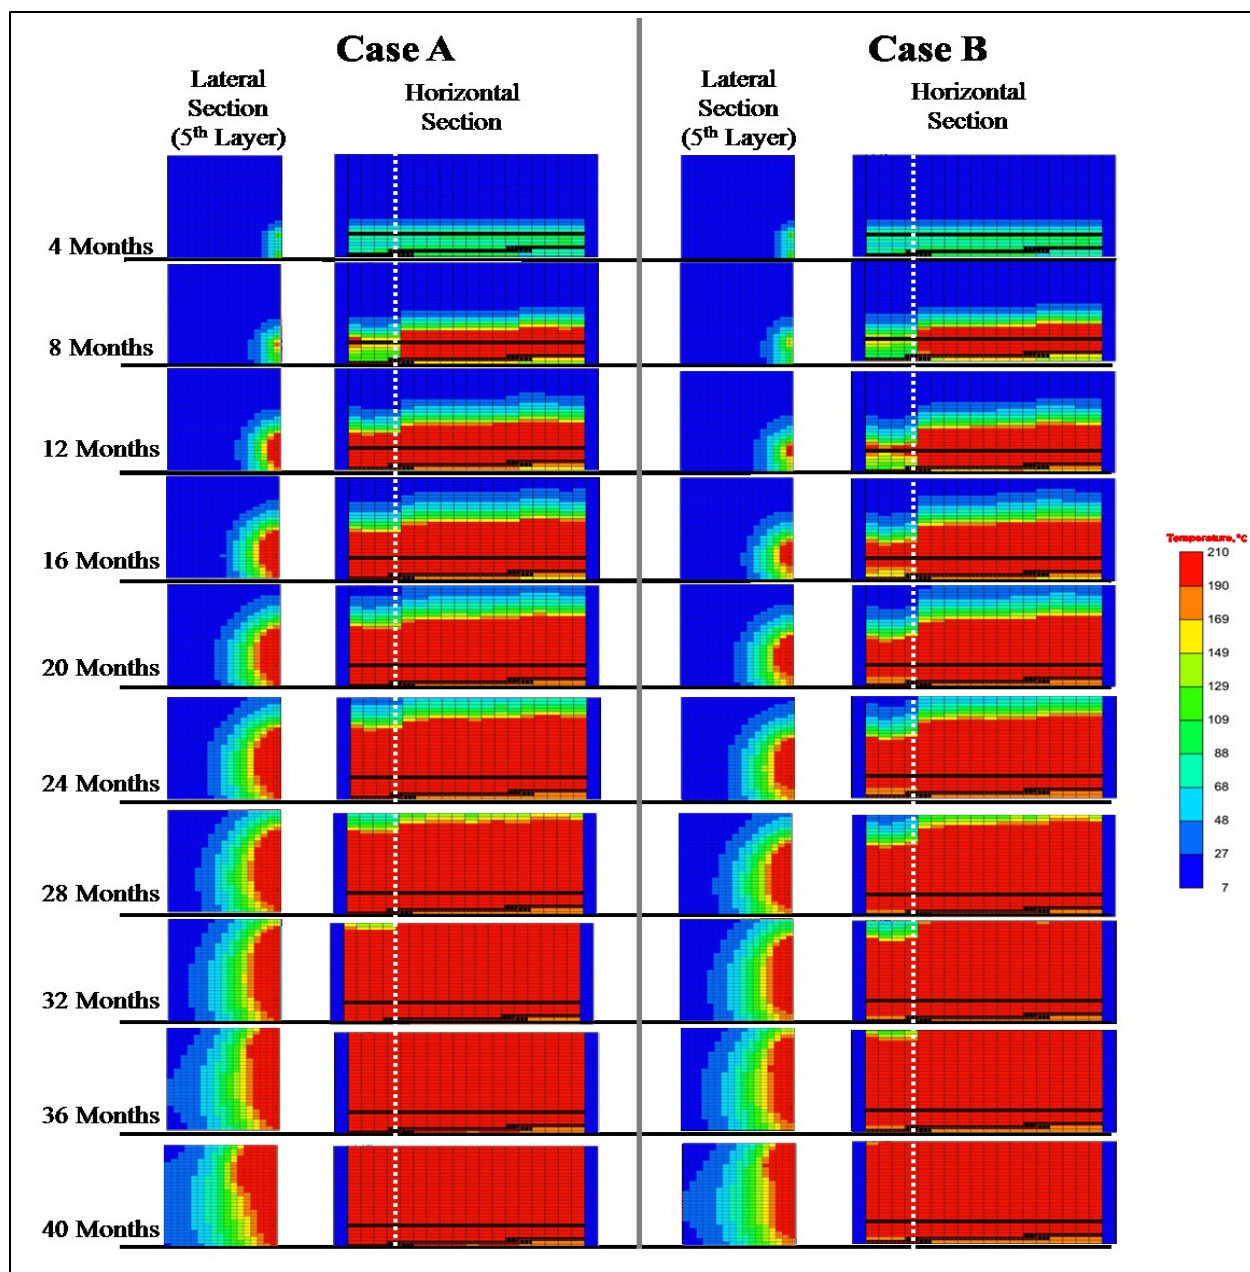 Case A
Case B
Lateral
Section
(5th Layer)
Horizontal
Section
Lateral
Section
(5th Layer)
Horizontal
Section
4 Months
8 Months
12 Months
16 Months
20 Months
24 Months
28 Months
32 Months
36 Months
40 Months
Temperature, °C
210
190
169
149
129
109
88
68
48
27
7